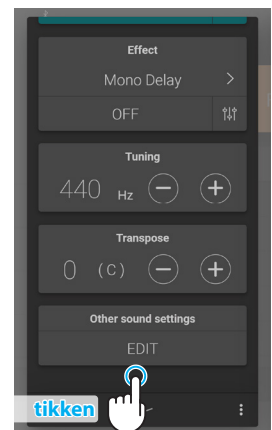 Effect
Mono Delay >
OFF
Tuning
440 Hz − +
Transpose
0 (C) − +
Other sound settings
EDIT
tikken